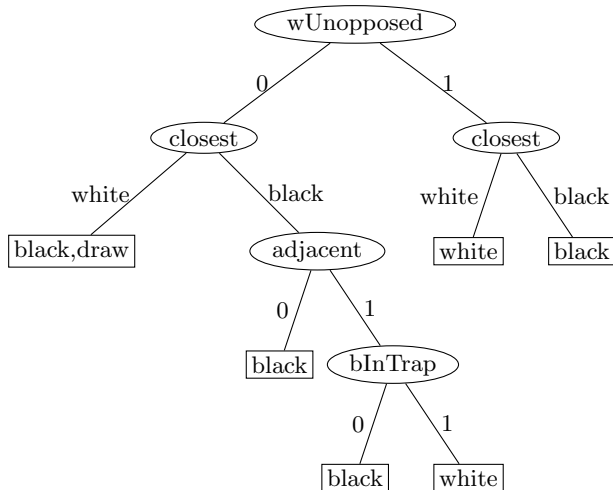 wUnopposed
0
1
closest
closest
white
black
white
black
black,draw
adjacent
white
black
0
1
black
bInTrap
0
1
black
white